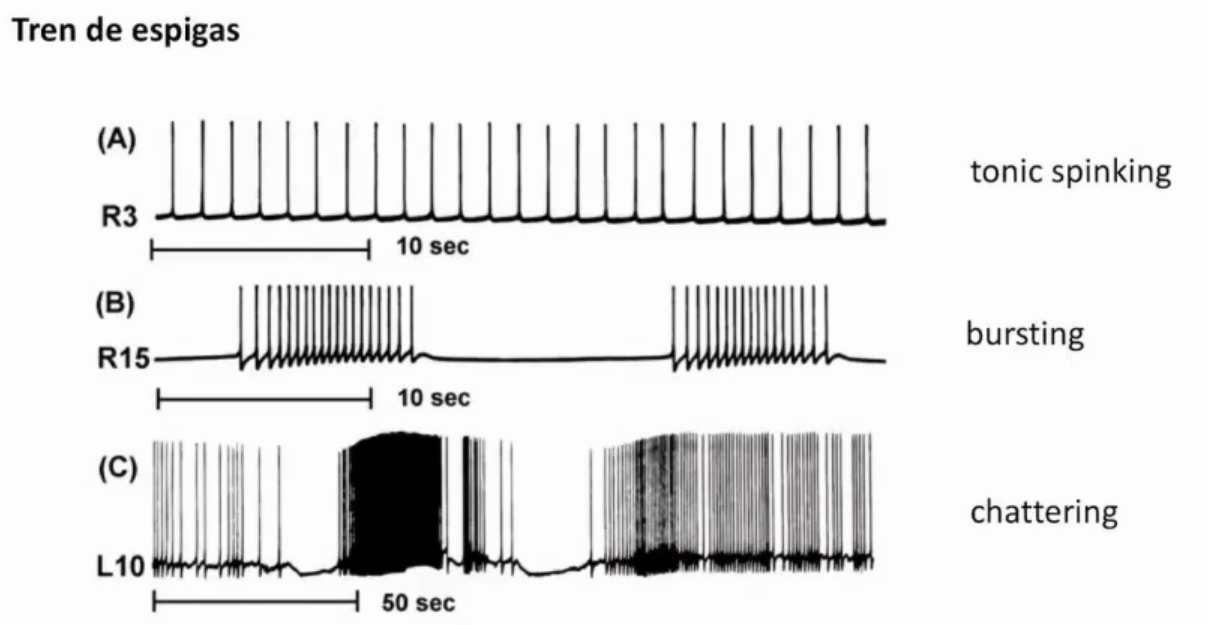 Tren de espigas
(A)
tonic spinking
R3
10 sec
(B)
bursting
R15
10 sec
(C)
chattering
L10
50 sec